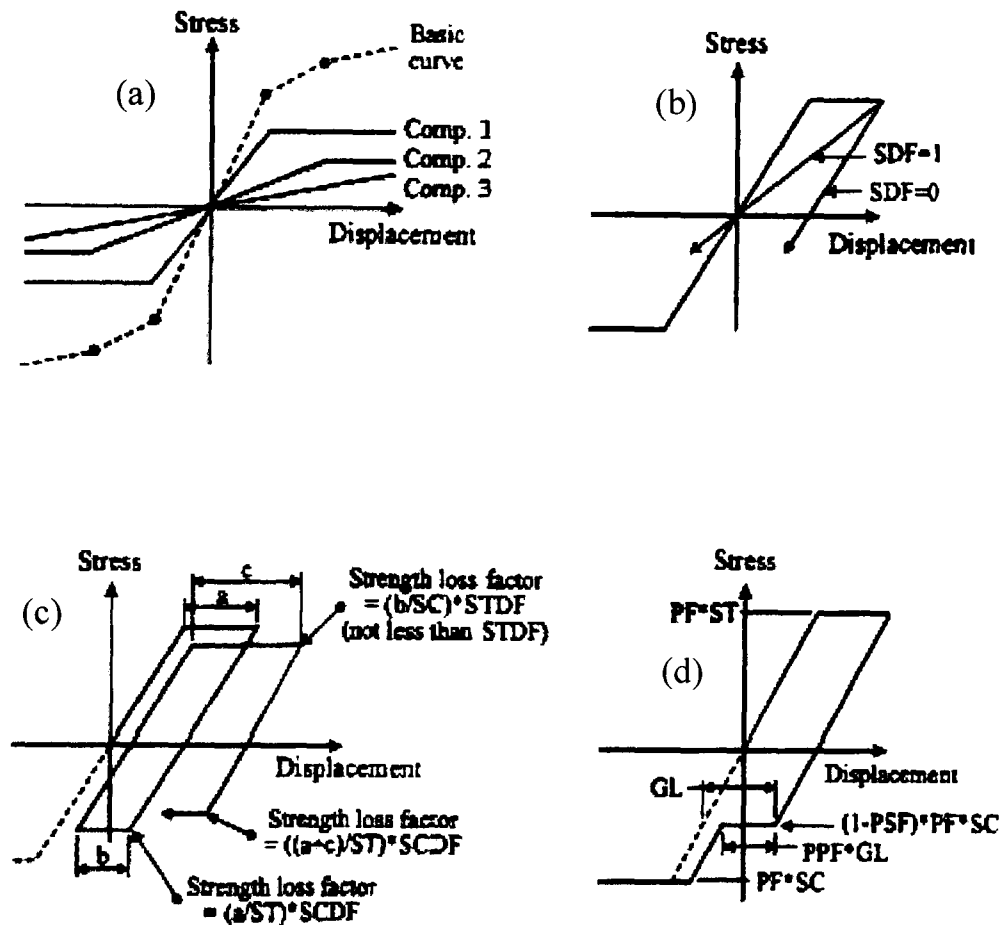 (a)
Stress
Basic
curve
Comp. 1
Comp. 2
Comp. 3
Displacement
(b)
Stress
SDF=1
SDF=0
Displacement
(c)
Stress
c
a
Strength loss factor
= (b/SC)*STDF
(not less than STDF)
Displacement
Strength loss factor
= ((a+c)/ST)*SCDF
b
Strength loss factor
= (a/ST)*SCDF
(d)
Stress
PF*ST
Displacement
GL
(1-PSF)*PF*SC
PPF*GL
PF*SC